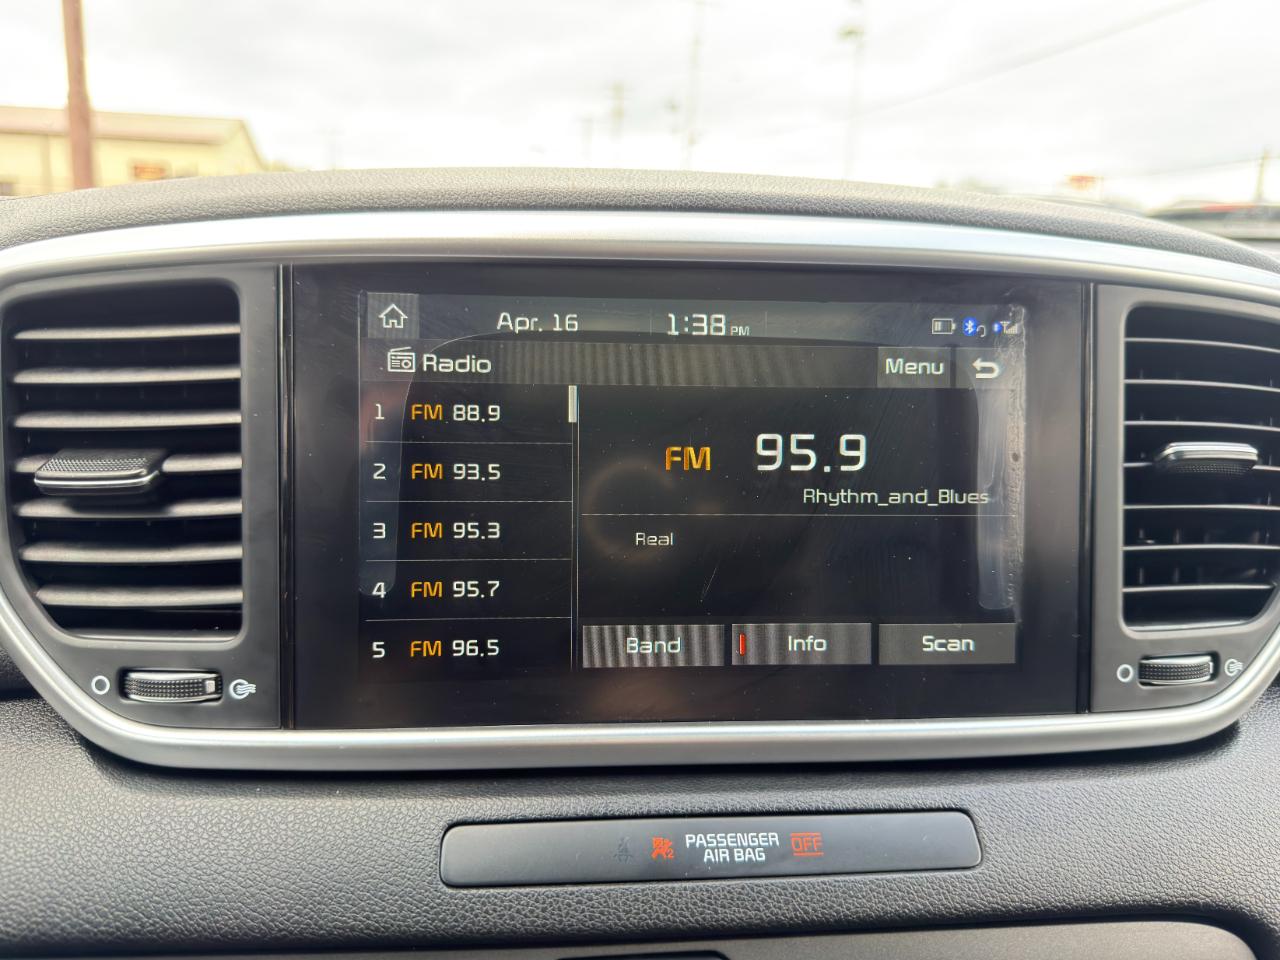 Apr. 16 1:38 PM
Radio Menu
1 FM 88.9
2 FM 93.5
3 FM 95.3
4 FM 95.7
5 FM 96.5
FM 95.9
Rhythm_and_Blues
Real
Band Info Scan
PASSENGER
AIR BAG OFF
2